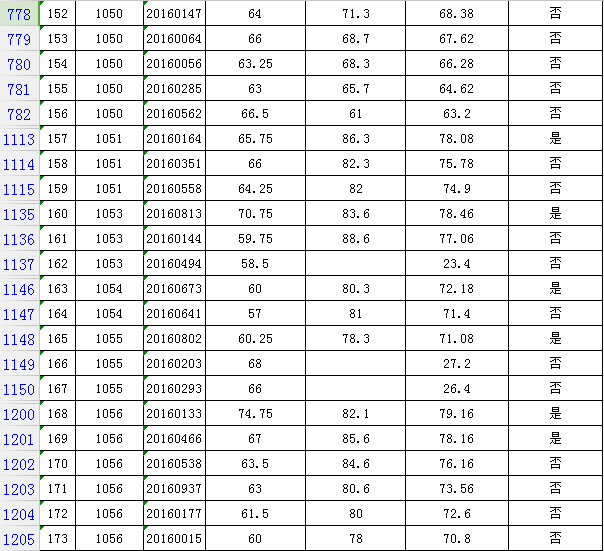 778 152 1050 20160147 64 71.3 68.38 否
779 153 1050 20160064 66 68.7 67.62 否
780 154 1050 20160056 63.25 68.3 66.28 否
781 155 1050 20160285 63 65.7 64.62 否
782 156 1050 20160562 66.5 61 63.2 否
1113 157 1051 20160164 65.75 86.3 78.08 是
1114 158 1051 20160351 66 82.3 75.78 否
1115 159 1051 20160558 64.25 82 74.9 否
1135 160 1053 20160813 70.75 83.6 78.46 是
1136 161 1053 20160144 59.75 88.6 77.06 否
1137 162 1053 20160494 58.5 23.4 否
1146 163 1054 20160673 60 80.3 72.18 是
1147 164 1054 20160641 57 81 71.4 否
1148 165 1055 20160802 60.25 78.3 71.08 是
1149 166 1055 20160203 68 27.2 否
1150 167 1055 20160293 66 26.4 否
1200 168 1056 20160133 74.75 82.1 79.16 是
1201 169 1056 20160466 67 85.6 78.16 是
1202 170 1056 20160538 63.5 84.6 76.16 否
1203 171 1056 20160937 63 80.6 73.56 否
1204 172 1056 20160177 61.5 80 72.6 否
1205 173 1056 20160015 60 78 70.8 否